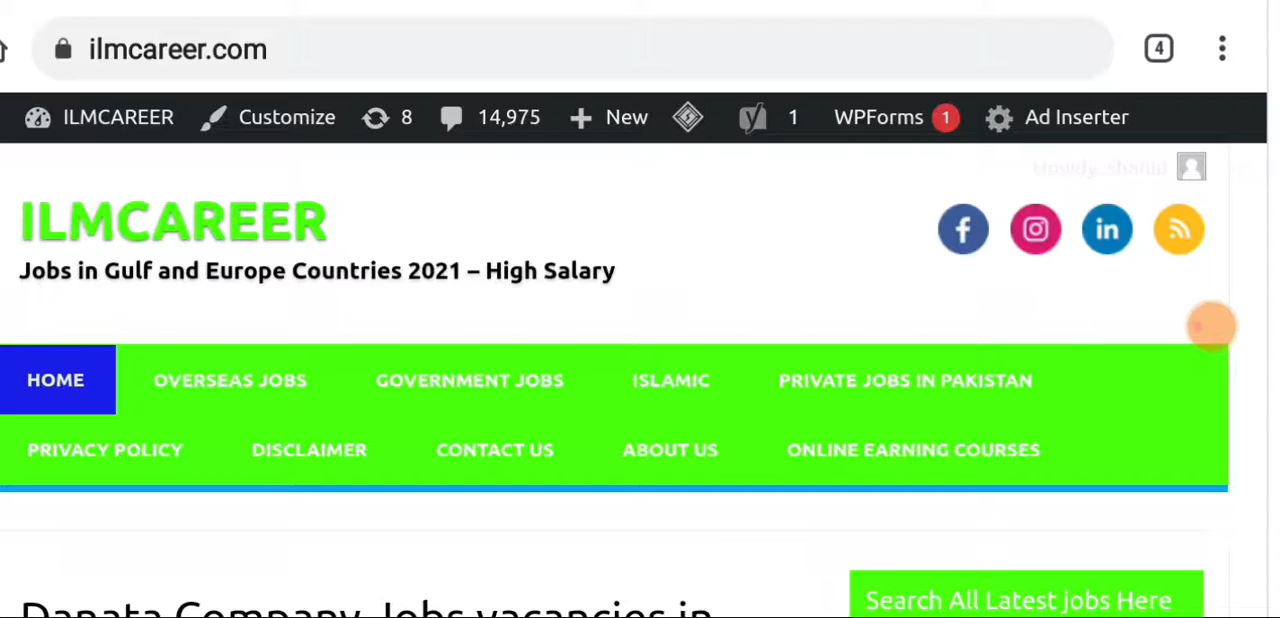 ilmcareer.com
4
ILMCAREER Customize 8 14,975 New 1 WPForms 1 Ad Inserter
Howdy, shahid
ILMCAREER
Jobs in Gulf and Europe Countries 2021 – High Salary
HOME OVERSEAS JOBS GOVERNMENT JOBS ISLAMIC PRIVATE JOBS IN PAKISTAN
PRIVACY POLICY DISCLAIMER CONTACT US ABOUT US ONLINE EARNING COURSES
Search All Latest jobs Here
Danata Company Jobs vacancies in